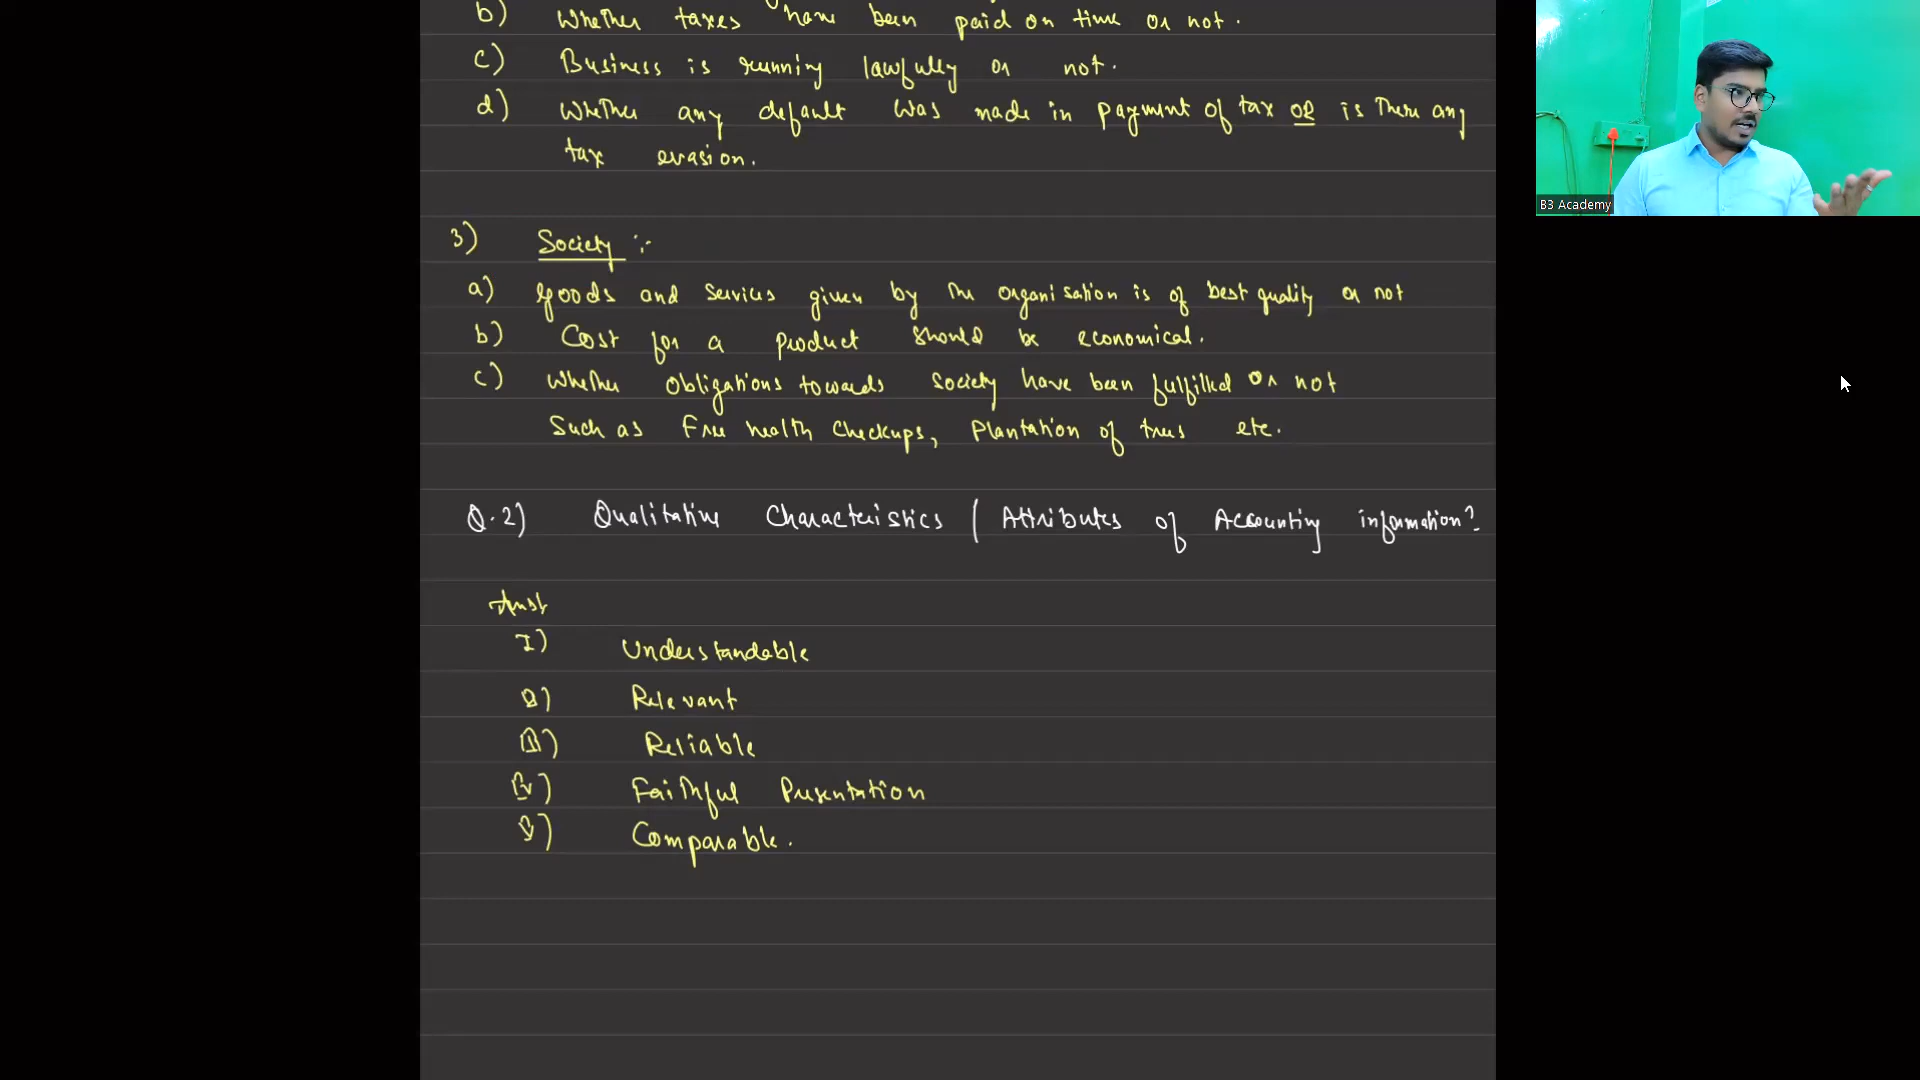 b) Whether taxes have been paid on time or not.
c) Business is running lawfully or not.
d) Whether any default was made in payment of tax OR is there any
tax evasion.
3) Society :-
a) Goods and Services given by the organisation is of best quality or not
b) Cost for a product should be economical.
c) Whether obligations towards society have been fulfilled or not
Such as Free health checkups, Plantation of trees etc.
Q.2) Qualitative Characteristics / Attributes of Accounting information?
I) Understandable
II) Relevant
III) Reliable
IV) Faithful Presentation
V) Comparable.
B3 Academy